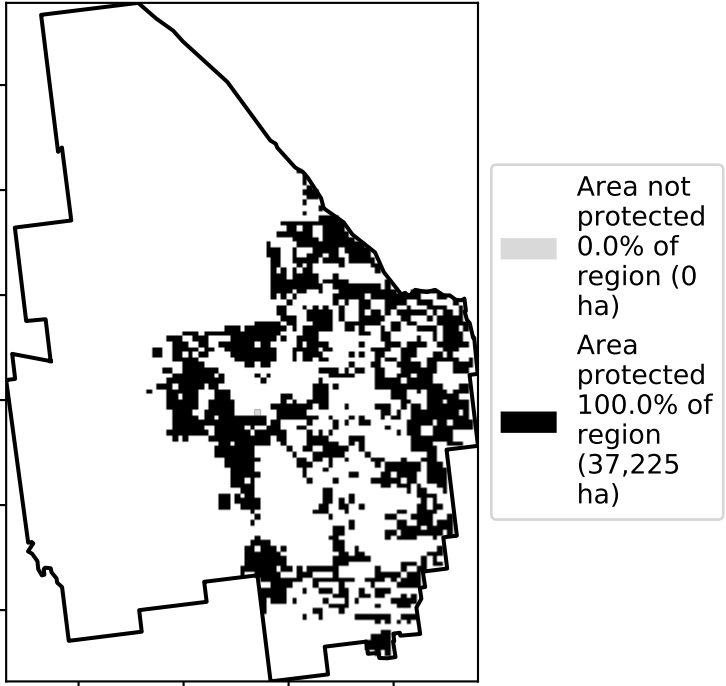 Area not
protected
0.0% of
region (0
ha)
Area
protected
100.0% of
region
(37,225
ha)